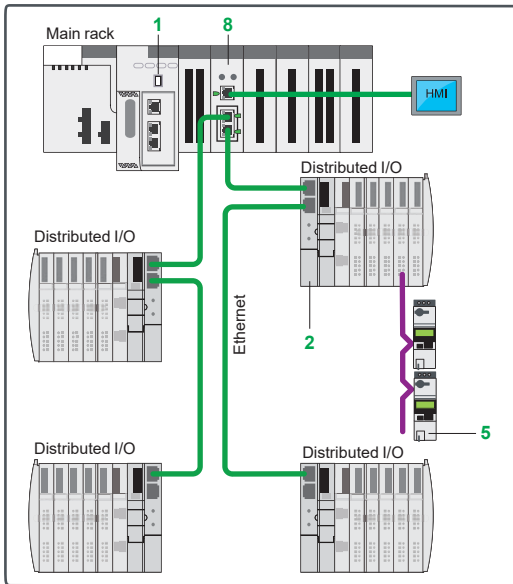 1
8
Main rack
HMI
Distributed I/O
Distributed I/O
Ethernet
2
5
Distributed I/O
Distributed I/O